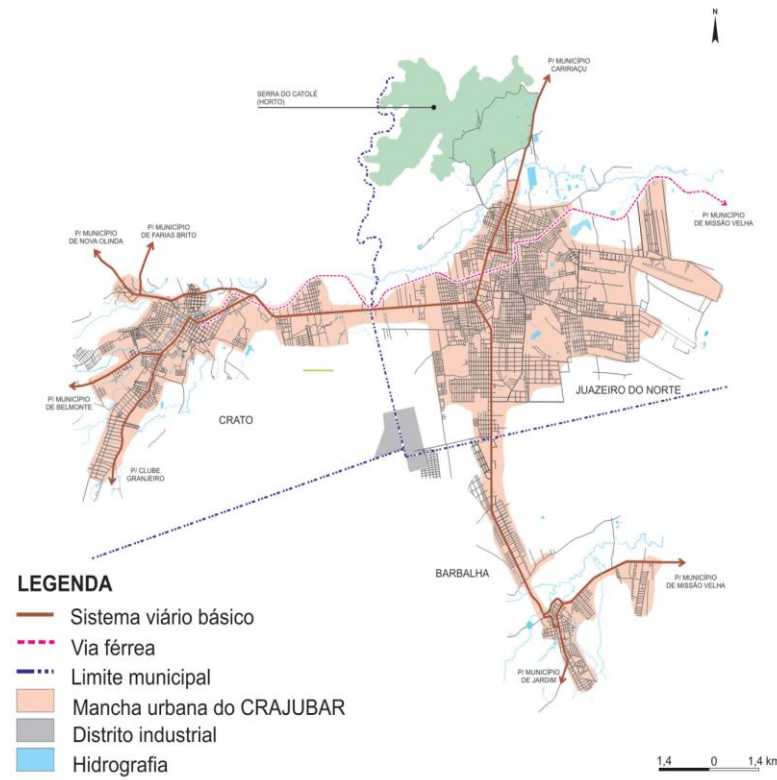 N
P/ MUNICÍPIO
CARIRIAÇU
SERRA DO CATOLÉ
(HORTO)
P/ MUNICÍPIO
DE NOVA OLINDA
P/ MUNICÍPIO
DE FARIAS BRITO
P/ MUNICÍPIO
DE MISSÃO VELHA
P/ MUNICÍPIO
DE BELMONTE
CRATO
JUAZEIRO DO NORTE
P/ CLUBE
GRANJEIRO
BARBALHA
P/ MUNICÍPIO
DE MISSÃO VELHA
P/ MUNICÍPIO
DE JARDIM
LEGENDA
Sistema viário básico
Via férrea
Limite municipal
Mancha urbana do CRAJUBAR
Distrito industrial
Hidrografia
1,4 0 1,4 km